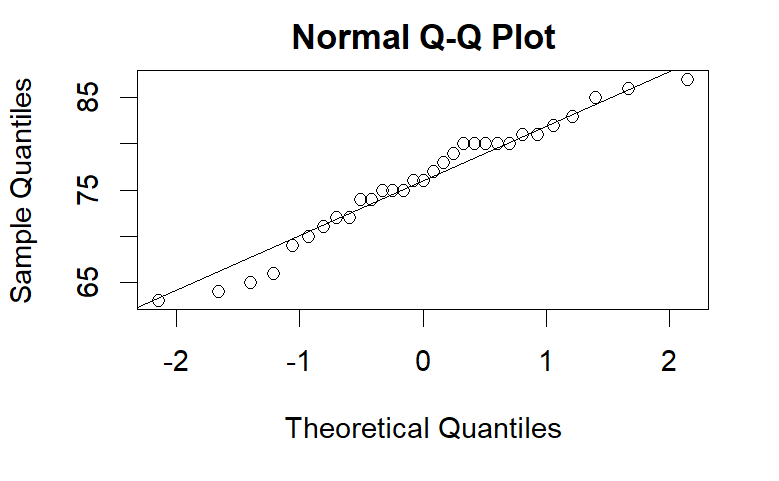 Normal Q-Q Plot
Sample Quantiles
85
75
65
-2 -1 0 1 2
Theoretical Quantiles